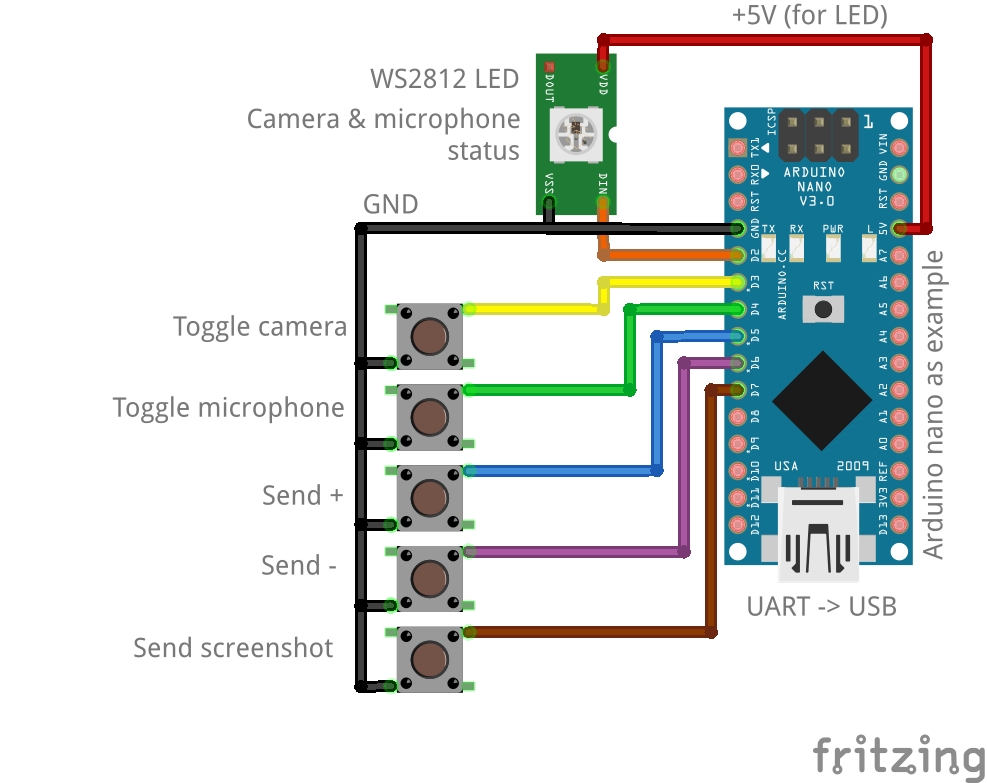 +5V (for LED)
WS2812 LED
Camera & microphone
status
DOUT
VDD
VSS
DIN
GND
ICSP
1
ARDUINO
NANO
V3.0
TX1
RX0
RST
GND
D2
D3
D4
D5
D6
D7
D8
D9
D10
D11
D12
VIN
GND
RST
5V
A7
A6
A5
A4
A3
A2
A1
A0
REF
3V3
D13
TX
RX
PWR
L
ARDUINO.CC
RST
USA
2009
Toggle camera
Toggle microphone
Send +
Send -
Send screenshot
Arduino nano as example
UART -> USB
fritzing